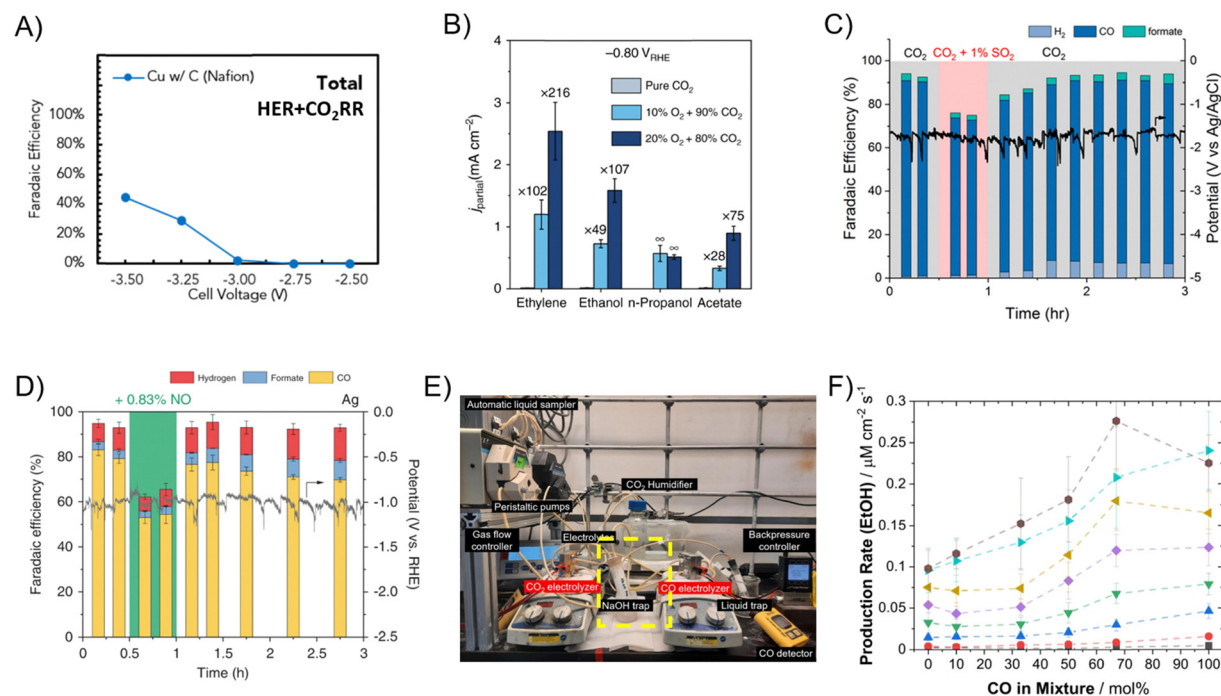 A)
Cu w/ C (Nafion)
Total
HER+CO₂RR
100%
80%
60%
40%
20%
0%
Faradaic Efficiency
-3.50 -3.25 -3.00 -2.75 -2.50
Cell Voltage (V)
B)
−0.80 V_RHE
Pure CO₂
10% O₂ + 90% CO₂
20% O₂ + 80% CO₂
×216
×102
×107
×49
∞ ∞
×75
×28
4
3
2
1
0
j_partial (mA cm⁻²)
Ethylene Ethanol n-Propanol Acetate
C)
H₂ CO formate
CO₂ CO₂ + 1% SO₂ CO₂
100
80
60
40
20
0
Faradaic Efficiency (%)
0
-1
-2
-3
-4
-5
Potential (V vs Ag/AgCl)
0 1 2 3
Time (hr)
D)
Hydrogen Formate CO
+ 0.83% NO
Ag
100
80
60
40
20
0
Faradaic efficiency (%)
0.0
-0.5
-1.0
-1.5
-2.0
-2.5
Potential (V vs. RHE)
0 0.5 1 1.5 2 2.5 3
Time (h)
E)
Automatic liquid sampler
CO₂ Humidifier
Peristaltic pumps
Gas flow
controller
Electrolytes
Backpressure
controller
CO₂ electrolyzer
CO electrolyzer
NaOH trap
Liquid trap
CO detector
F)
0.3
0.25
0.2
0.15
0.1
0.05
0
Production Rate (EtOH) / μM cm⁻² s⁻¹
0 10 20 30 40 50 60 70 80 90 100
CO in Mixture / mol%